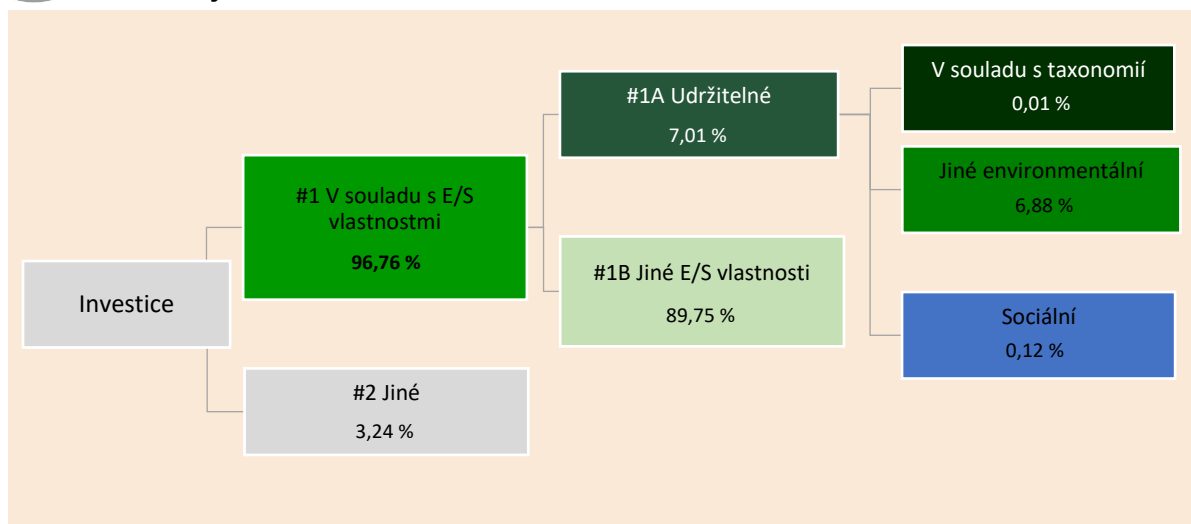 Investice
#1 V souladu s E/S
vlastnostmi
96,76 %
#2 Jiné
3,24 %
#1A Udržitelné
7,01 %
#1B Jiné E/S vlastnosti
89,75 %
V souladu s taxonomií
0,01 %
Jiné environmentální
6,88 %
Sociální
0,12 %